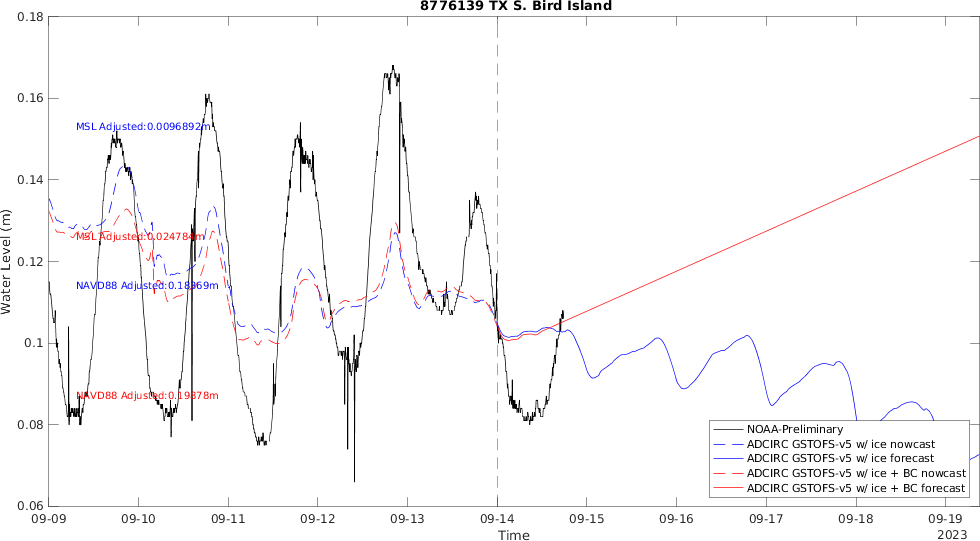 8776139 TX S. Bird Island
Water Level (m)
0.18
0.16
0.14
0.12
0.1
0.08
0.06
MSL Adjusted:0.0096892m
MSL Adjusted:0.024784m
NAVD88 Adjusted:0.18369m
NAVD88 Adjusted:0.19878m
NOAA-Preliminary
ADCIRC GSTOFS-v5 w/ ice nowcast
ADCIRC GSTOFS-v5 w/ ice forecast
ADCIRC GSTOFS-v5 w/ ice + BC nowcast
ADCIRC GSTOFS-v5 w/ ice + BC forecast
09-09 09-10 09-11 09-12 09-13 09-14 09-15 09-16 09-17 09-18 09-19
Time
2023